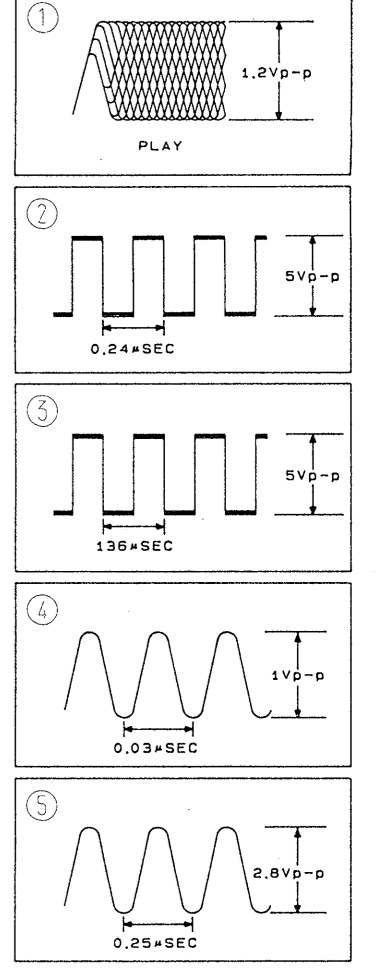 ①
1.2Vp-p
PLAY
②
5Vp-p
0.24µSEC
③
5Vp-p
136µSEC
④
1Vp-p
0.03µSEC
⑤
2.8Vp-p
0.25µSEC